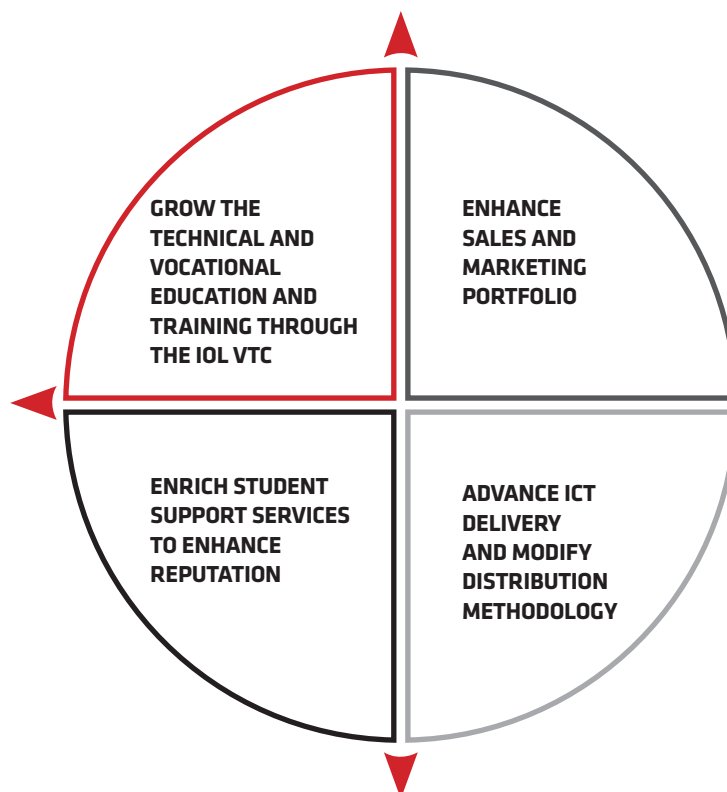 GROW THE
TECHNICAL AND
VOCATIONAL
EDUCATION AND
TRAINING THROUGH
THE IOL VTC
ENHANCE
SALES AND
MARKETING
PORTFOLIO
ENRICH STUDENT
SUPPORT SERVICES
TO ENHANCE
REPUTATION
ADVANCE ICT
DELIVERY
AND MODIFY
DISTRIBUTION
METHODOLOGY